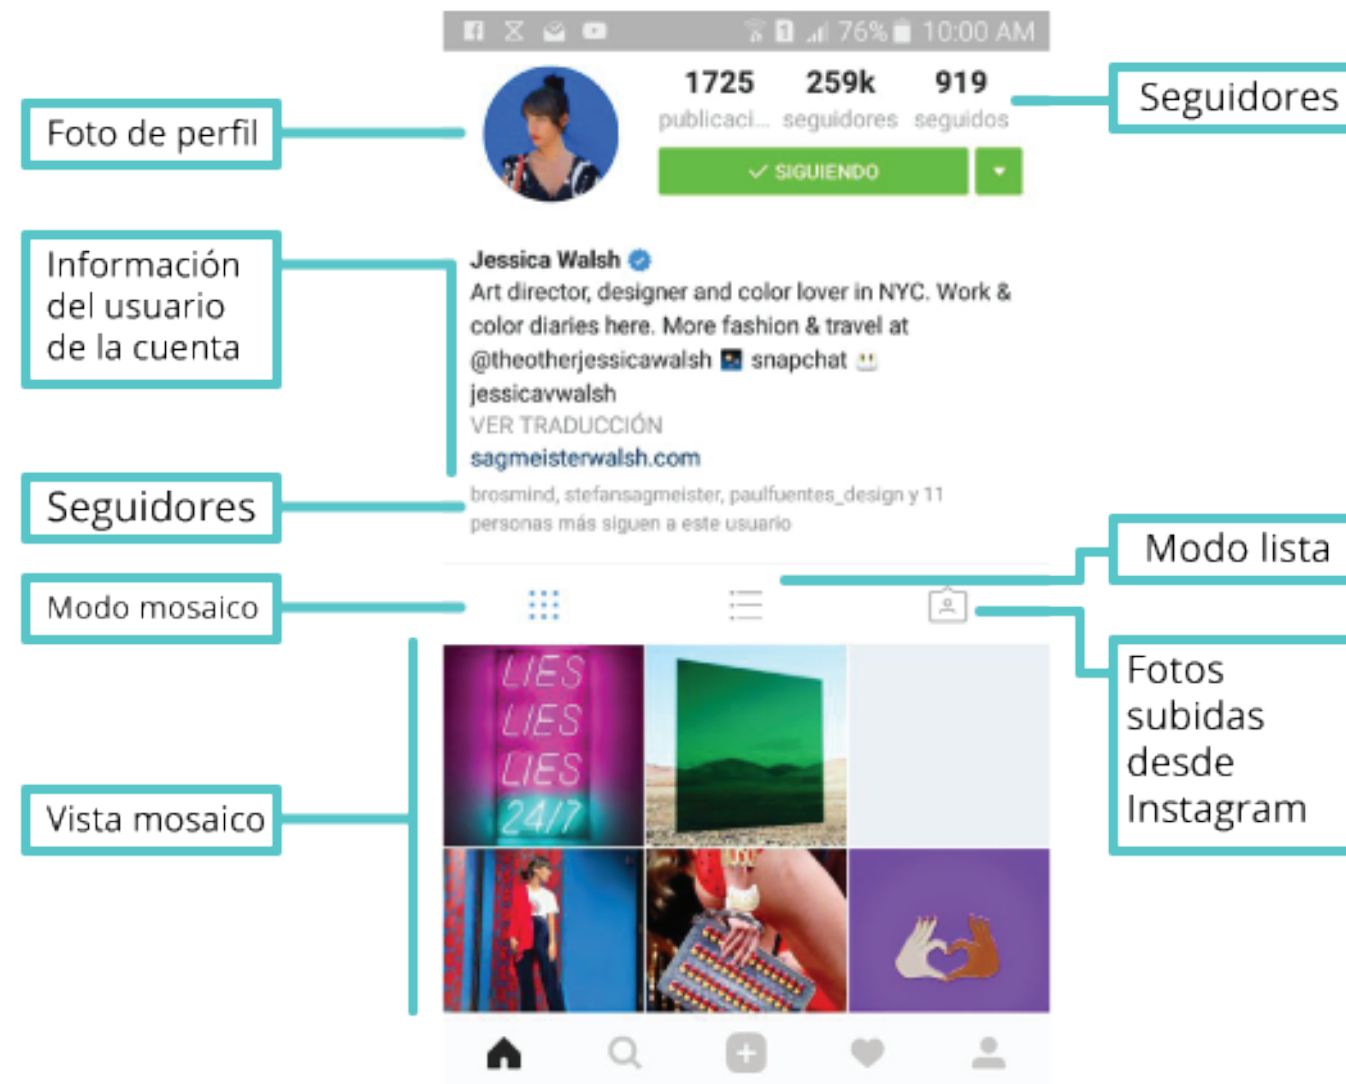 76% 10:00 AM
1725 259k 919
publicaci... seguidores seguidos
SIGUIENDO
Seguidores
Foto de perfil
Información
del usuario
de la cuenta
Jessica Walsh
Art director, designer and color lover in NYC. Work &
color diaries here. More fashion & travel at
@theotherjessicawalsh snapchat
jessicavwalsh
VER TRADUCCIÓN
sagmeisterwalsh.com
Seguidores
brosmind, stefansagmeister, paulfuentes_design y 11
personas más siguen a este usuario
Modo lista
Modo mosaico
Fotos
subidas
desde
Instagram
Vista mosaico
LIES
LIES
LIES
24/7